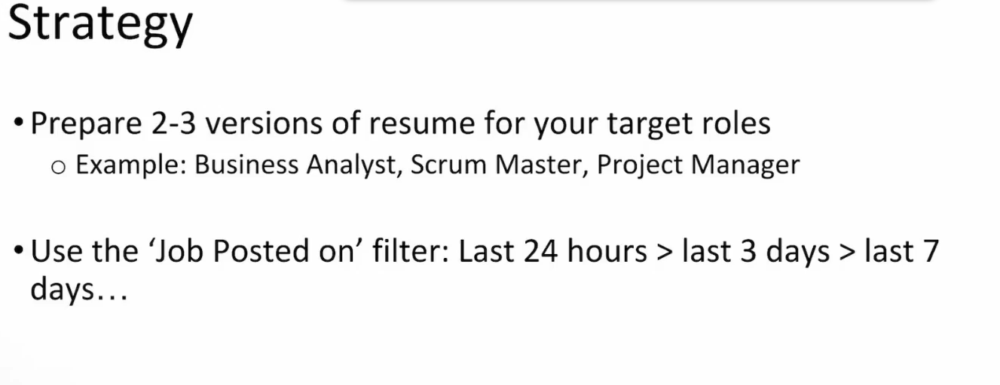 Strategy
• Prepare 2-3 versions of resume for your target roles
o Example: Business Analyst, Scrum Master, Project Manager
• Use the ‘Job Posted on’ filter: Last 24 hours > last 3 days > last 7
days…